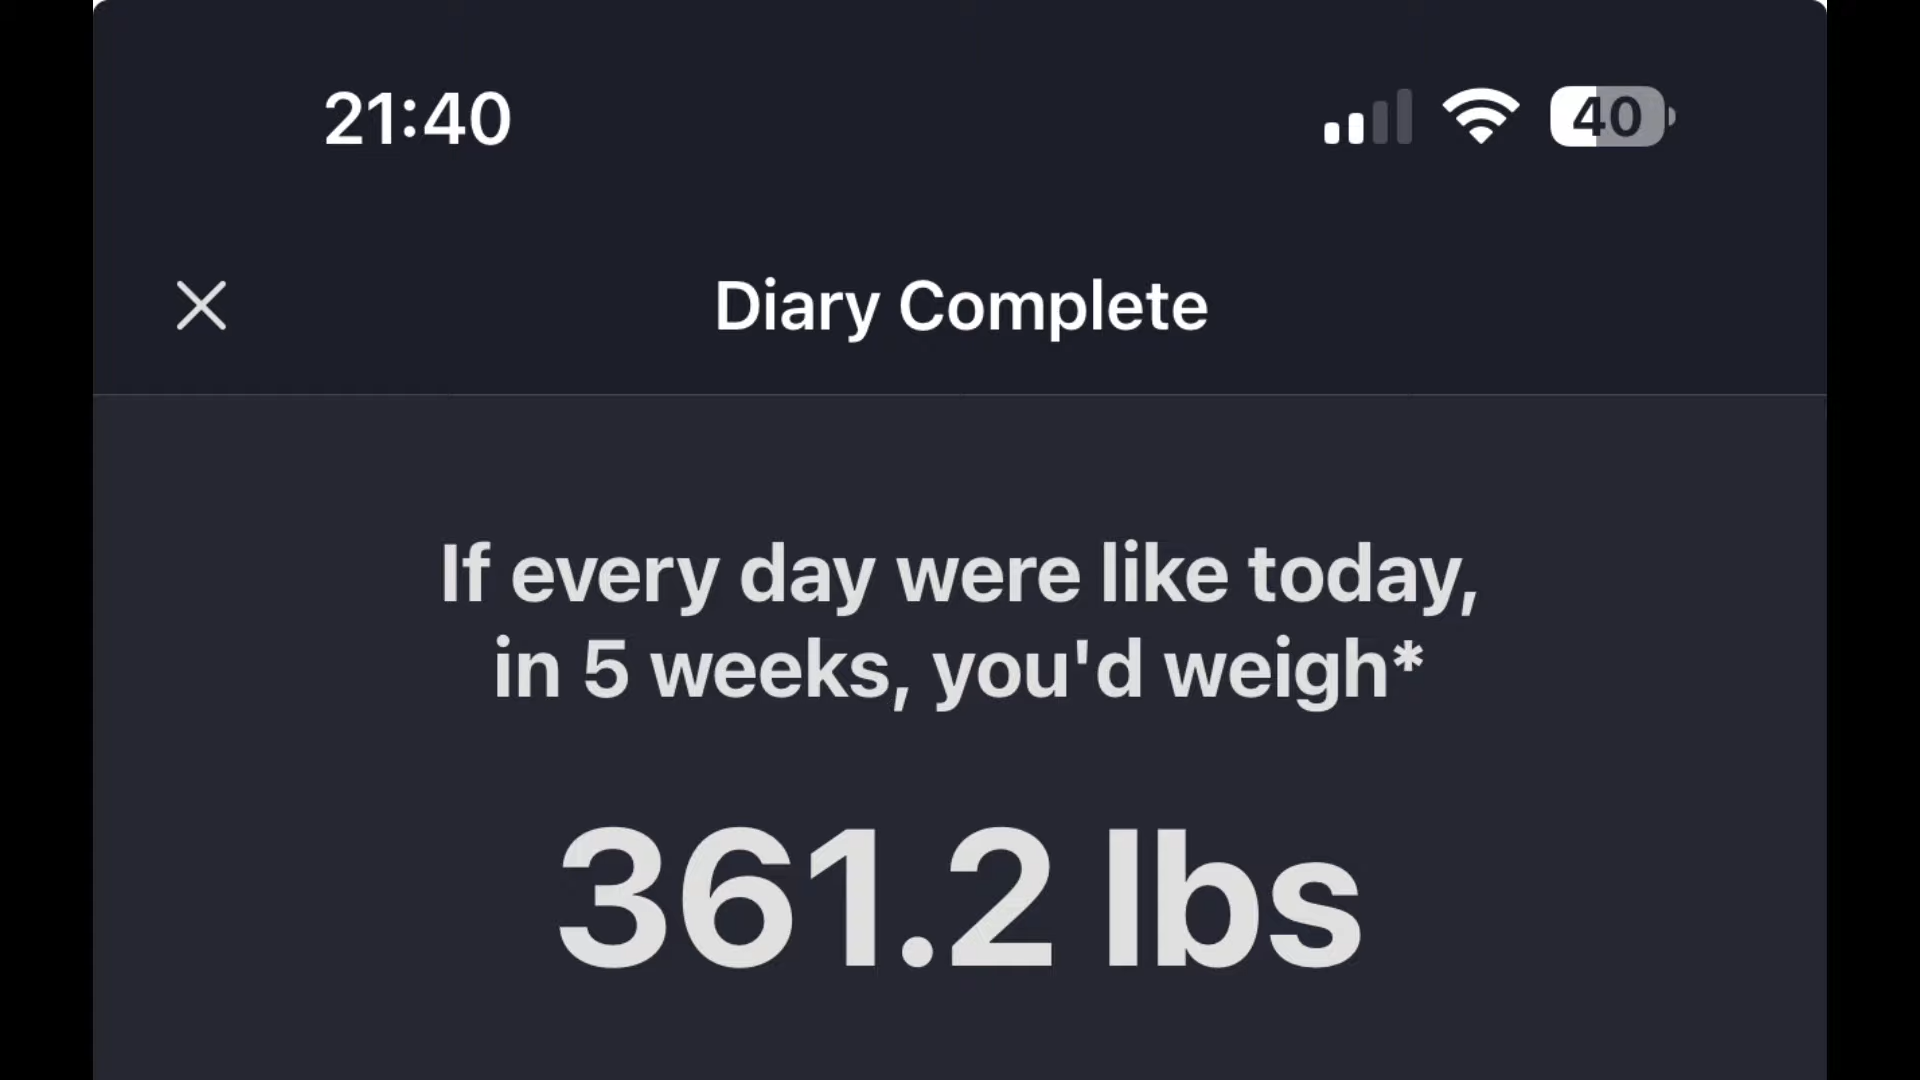 21:40
40
Diary Complete
If every day were like today,
in 5 weeks, you'd weigh*
361.2 lbs